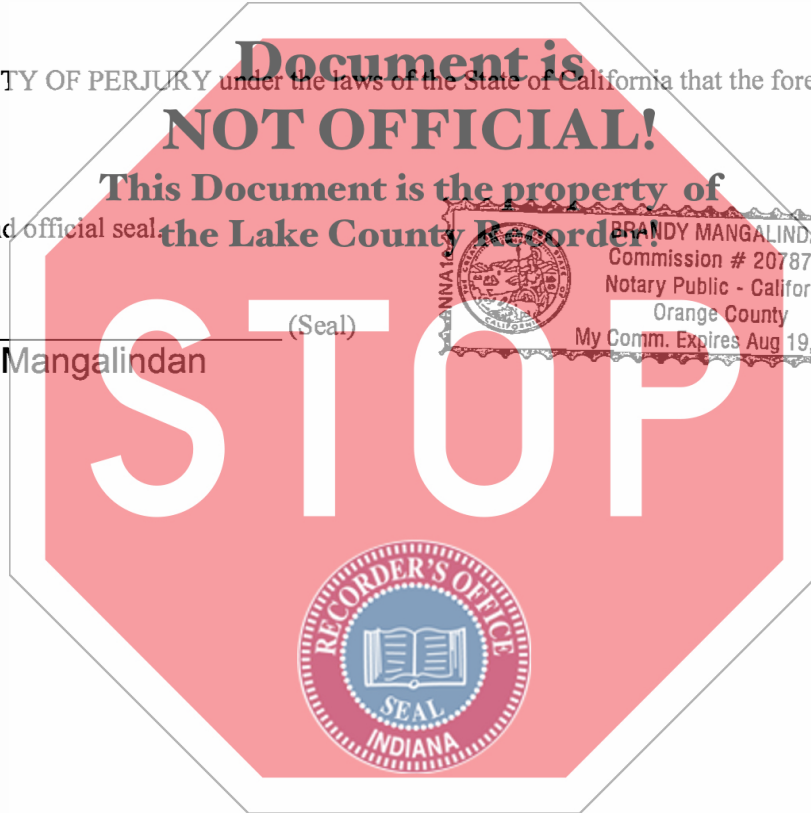 Document is
TY OF PERJURY under the laws of the State of California that the fore
NOT OFFICIAL!
This Document is the property of
d official seal.
the Lake County Recorder!
BRANDY MANGALIND
Commission # 20787
Notary Public - Califor
Orange County
My Comm. Expires Aug 19,
(Seal)
Mangalindan
STOP
RECORDER'S OFFICE
SEAL
INDIANA